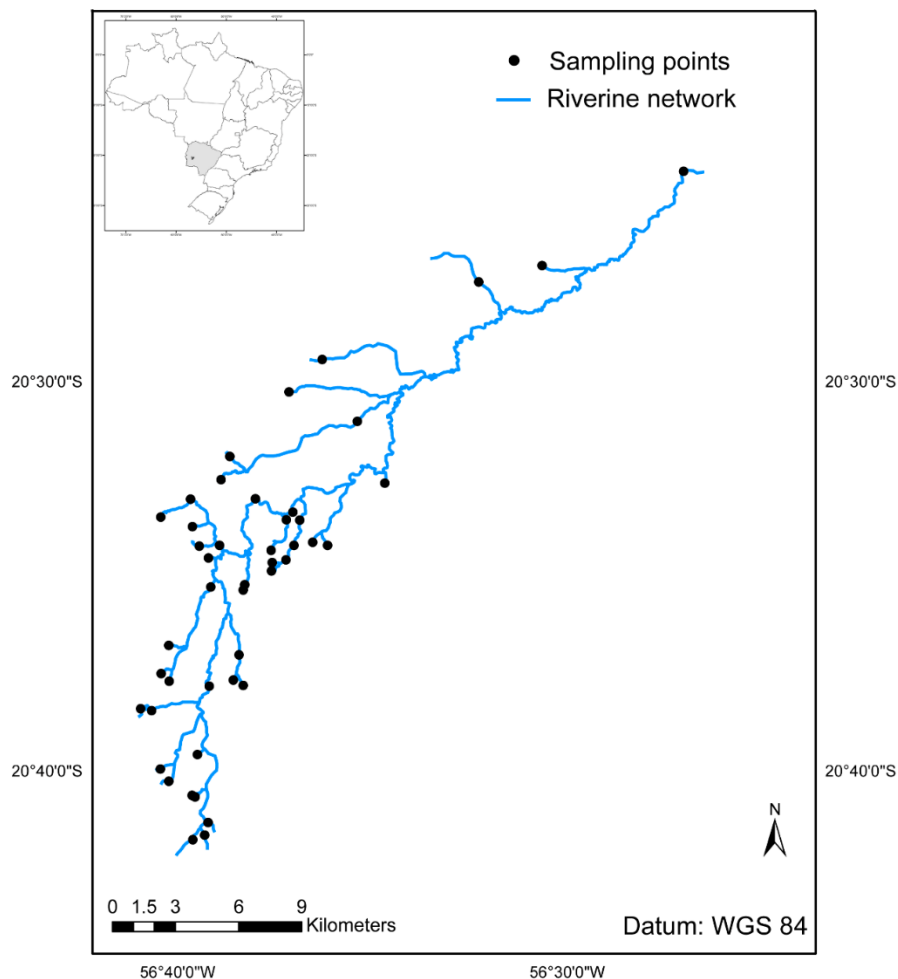 Sampling points
Riverine network
20°30'0"S
20°30'0"S
20°40'0"S
20°40'0"S
N
0 1.5 3 6 9
Kilometers
Datum: WGS 84
56°40'0"W
56°30'0"W